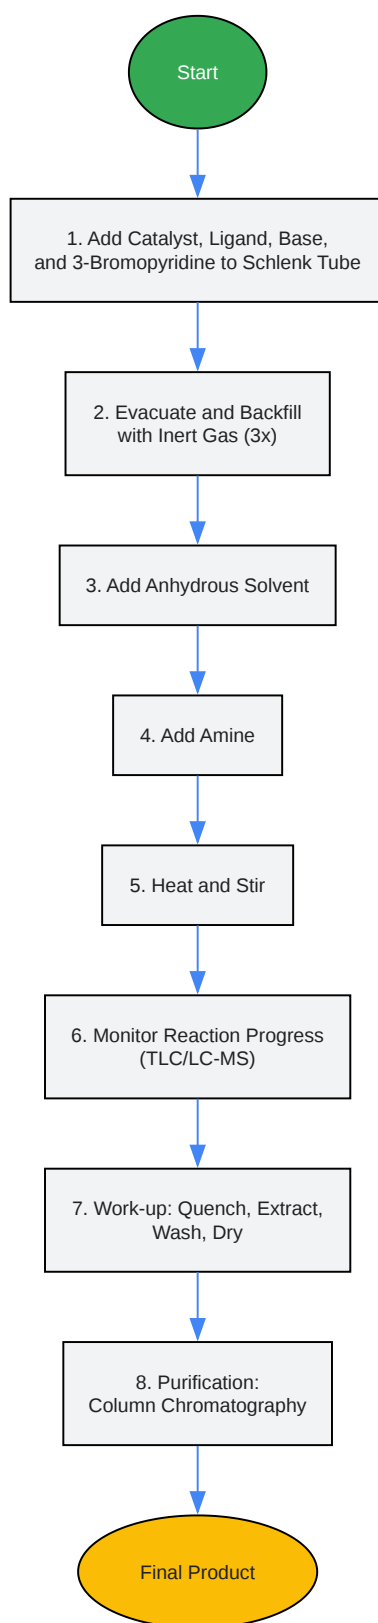 Start
1. Add Catalyst, Ligand, Base,
and 3-Bromopyridine to Schlenk Tube
2. Evacuate and Backfill
with Inert Gas (3x)
3. Add Anhydrous Solvent
4. Add Amine
5. Heat and Stir
6. Monitor Reaction Progress
(TLC/LC-MS)
7. Work-up: Quench, Extract,
Wash, Dry
8. Purification:
Column Chromatography
Final Product